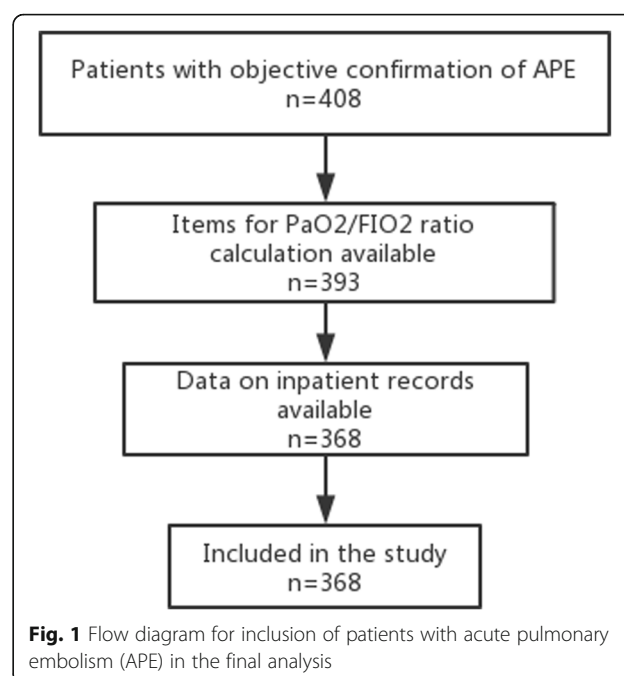 Patients with objective confirmation of APE
n=408
Items for PaO2/FIO2 ratio
calculation available
n=393
Data on inpatient records
available
n=368
Included in the study
n=368
Fig. 1 Flow diagram for inclusion of patients with acute pulmonary
embolism (APE) in the final analysis